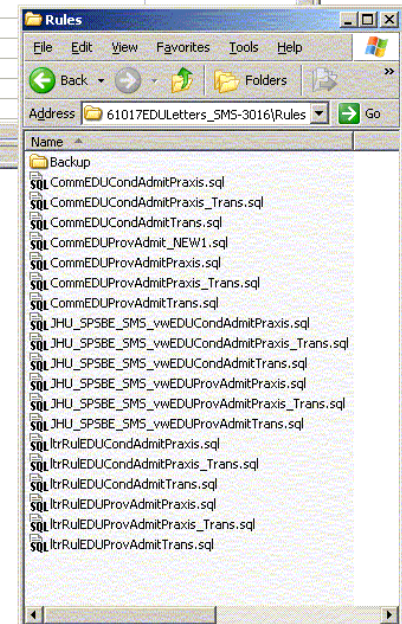 Rules
File Edit View Favorites Tools Help
Back Folders »
Address 61017EDULetters_SMS-3016\Rules Go
Name
Backup
CommEDUCondAdmitPraxis.sql
CommEDUCondAdmitPraxis_Trans.sql
CommEDUCondAdmitTrans.sql
CommEDUProvAdmit_NEW1.sql
CommEDUProvAdmitPraxis.sql
CommEDUProvAdmitPraxis_Trans.sql
CommEDUProvAdmitTrans.sql
JHU_SPSBE_SMS_vwEDUCondAdmitPraxis.sql
JHU_SPSBE_SMS_vwEDUCondAdmitPraxis_Trans.sql
JHU_SPSBE_SMS_vwEDUCondAdmitTrans.sql
JHU_SPSBE_SMS_vwEDUProvAdmitPraxis.sql
JHU_SPSBE_SMS_vwEDUProvAdmitPraxis_Trans.sql
JHU_SPSBE_SMS_vwEDUProvAdmitTrans.sql
ltrRulEDUCondAdmitPraxis.sql
ltrRulEDUCondAdmitPraxis_Trans.sql
ltrRulEDUCondAdmitTrans.sql
ltrRulEDUProvAdmitPraxis.sql
ltrRulEDUProvAdmitPraxis_Trans.sql
ltrRulEDUProvAdmitTrans.sql